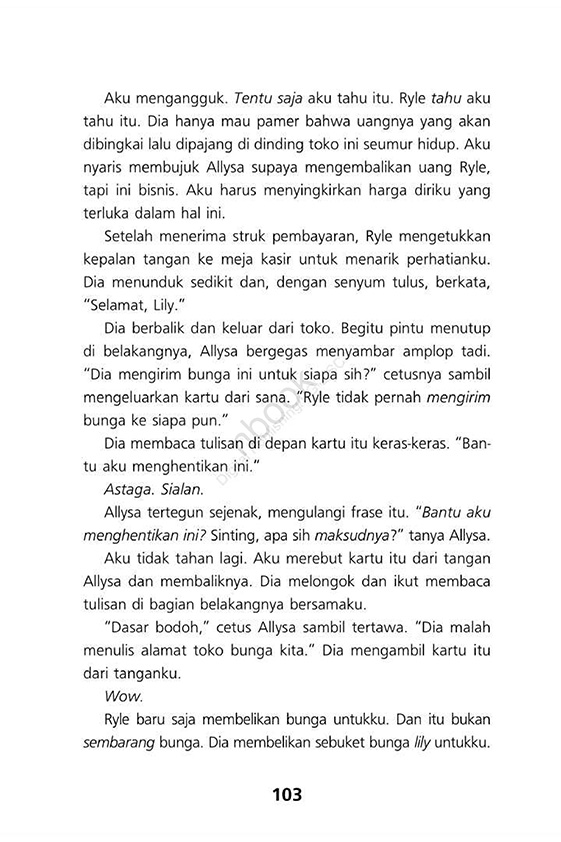 Aku mengangguk. Tentu saja aku tahu itu. Ryle tahu aku
tahu itu. Dia hanya mau pamer bahwa uangnya yang akan
dibingkai lalu dipajang di dinding toko ini seumur hidup. Aku
nyaris membujuk Allysa supaya mengembalikan uang Ryle,
tapi ini bisnis. Aku harus menyingkirkan harga diriku yang
terluka dalam hal ini.
Setelah menerima struk pembayaran, Ryle mengetukkan
kepalan tangan ke meja kasir untuk menarik perhatianku.
Dia menunduk sedikit dan, dengan senyum tulus, berkata,
“Selamat, Lily.”
Dia berbalik dan keluar dari toko. Begitu pintu menutup
di belakangnya, Allysa bergegas menyambar amplop tadi.
“Dia mengirim bunga ini untuk siapa sih?” cetusnya sambil
mengeluarkan kartu dari sana. “Ryle tidak pernah mengirim
bunga ke siapa pun.”
Dia membaca tulisan di depan kartu itu keras-keras. “Ban-
tu aku menghentikan ini.”
Astaga. Sialan.
Allysa tertegun sejenak, mengulangi frase itu. “Bantu aku
menghentikan ini? Sinting, apa sih maksudnya?” tanya Allysa.
Aku tidak tahan lagi. Aku merebut kartu itu dari tangan
Allysa dan membaliknya. Dia melongok dan ikut membaca
tulisan di bagian belakangnya bersamaku.
“Dasar bodoh,” cetus Allysa sambil tertawa. “Dia malah
menulis alamat toko bunga kita.” Dia mengambil kartu itu
dari tanganku.
Wow.
Ryle baru saja membelikan bunga untukku. Dan itu bukan
sembarang bunga. Dia membelikan sebuket bunga lily untukku.
103